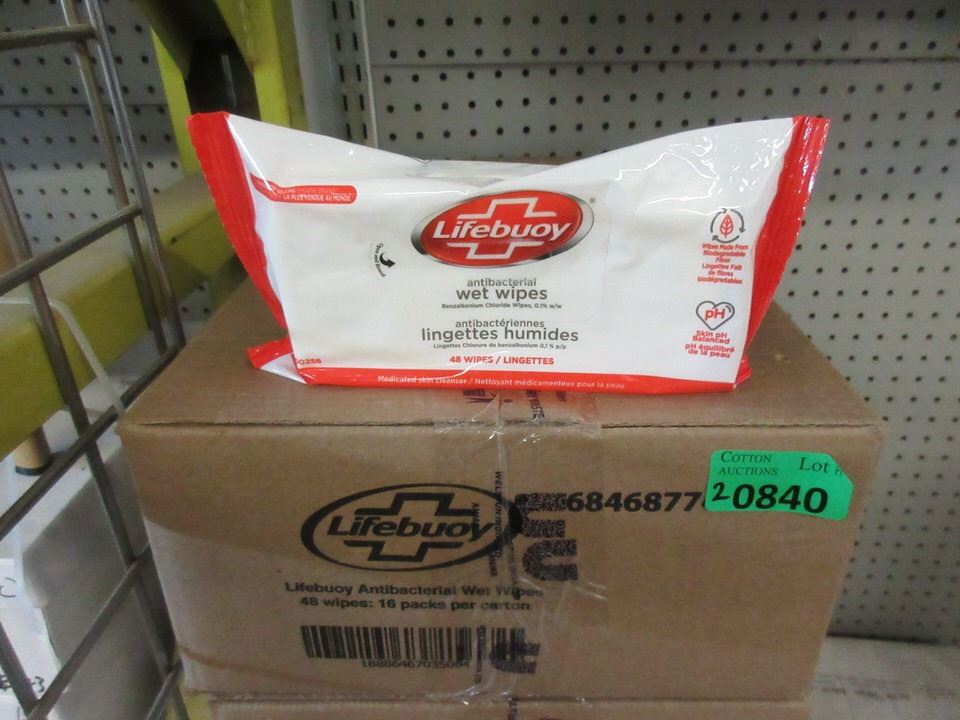 LA PLUS VENDUE AU MONDE
Lifebuoy
antibacterial
wet wipes
Benzalkonium Chloride Wipes, 0.1% w/w
antibactériennes
lingettes humides
Lingettes Chlorure de benzalkonium 0,1 % p/p
48 WIPES / LINGETTES
Medicated skin cleanser / Nettoyant médicamenteux pour la peau
Wipes Made From
Biodegradable
Fiber
Lingettes Fait
de fibres
biodégradables
pH
Skin pH
Balanced
pH équilibré
de la peau
COTTON
AUCTIONS
Lot
20840
684687
Lifebuoy
Lifebuoy Antibacterial Wet Wipes
48 wipes: 16 packs per carton